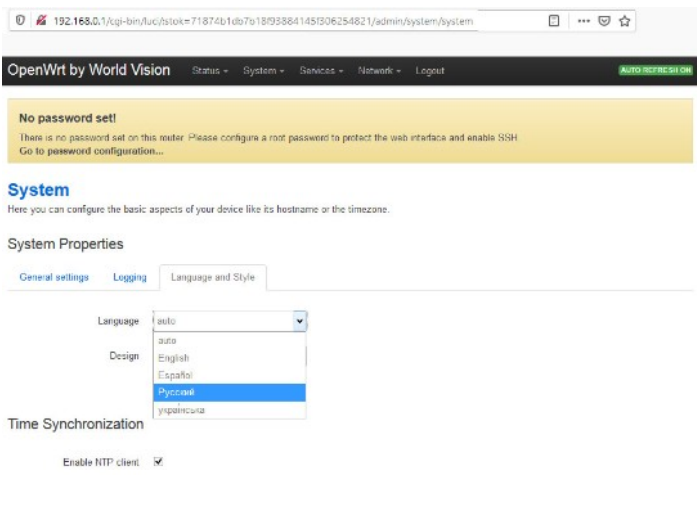 192.168.0.1/cgi-bin/luci/;stok=71874b1db7b18f93884145f306254821/admin/system/system
OpenWrt by World Vision Status System Services Network Logout AUTO REFRESH ON
No password set!
There is no password set on this router. Please configure a root password to protect the web interface and enable SSH.
Go to password configuration...
System
Here you can configure the basic aspects of your device like its hostname or the timezone.
System Properties
General settings Logging Language and Style
Language auto
auto
Design English
Español
Русский
українська
Time Synchronization
Enable NTP client